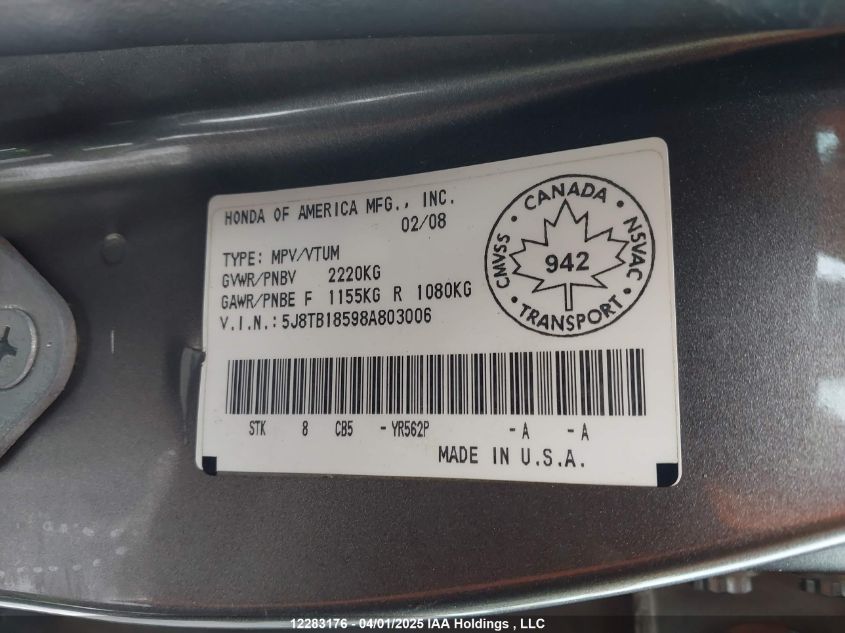 HONDA OF AMERICA MFG., INC.
02/08
TYPE: MPV/VTUM
GVWR/PNBV 2220KG
GAWR/PNBE F 1155KG R 1080KG
V.I.N.: 5J8TB18598A803006
CANADA
CMVSS
NSVAC
942
TRANSPORT
STK 8 CB5 -YR562P -A -A
MADE IN U.S.A.
12283176 - 04/01/2025 IAA Holdings , LLC